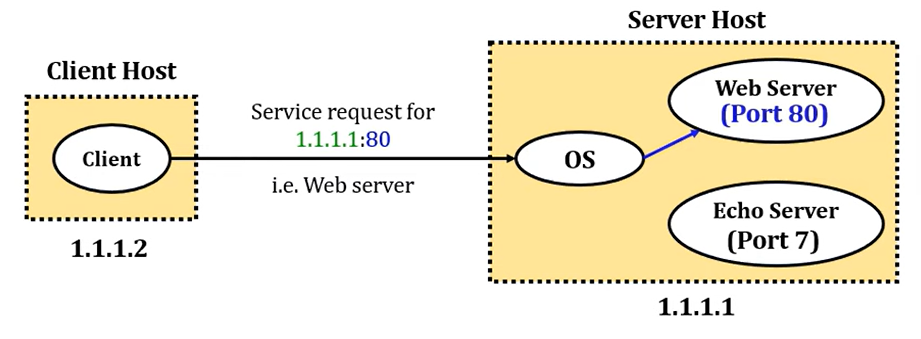 Server Host
Client Host
Service request for
1.1.1.1:80
i.e. Web server
Client
1.1.1.2
OS
Web Server
(Port 80)
Echo Server
(Port 7)
1.1.1.1